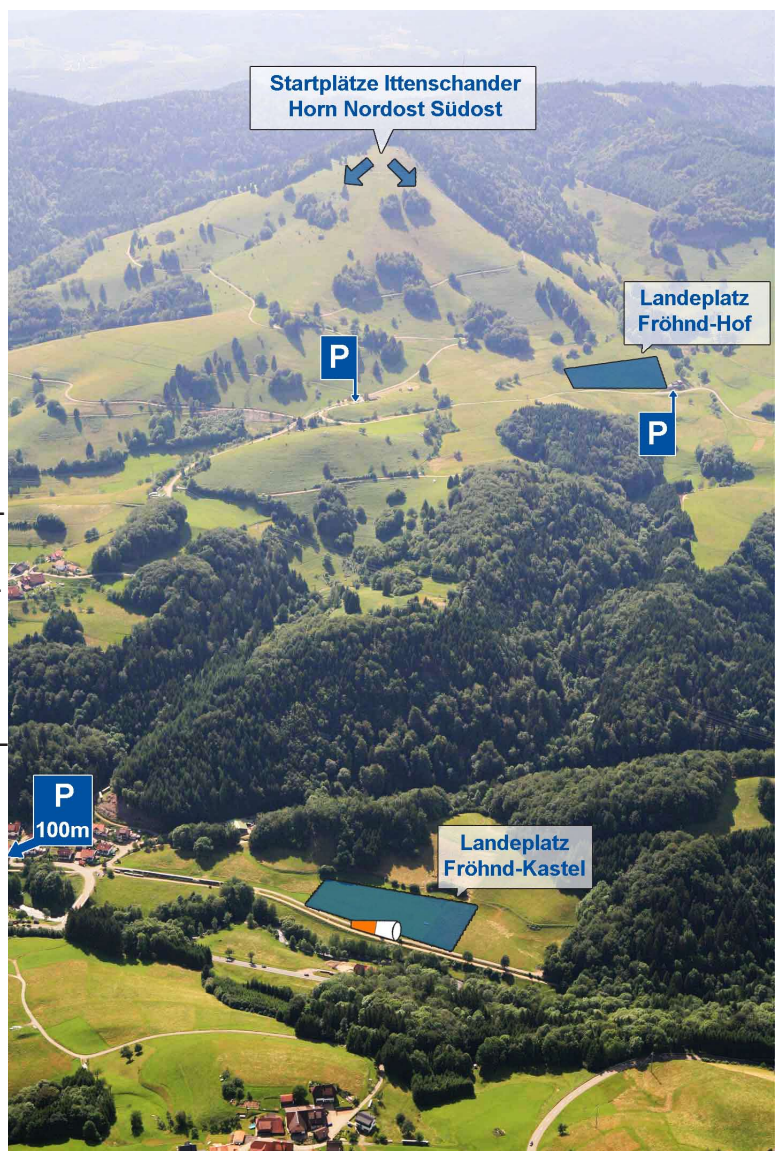 Startplätze Ittenschander
Horn Nordost Südost
Landeplatz
Fröhnd-Hof
P
P
P
100m
Landeplatz
Fröhnd-Kastel